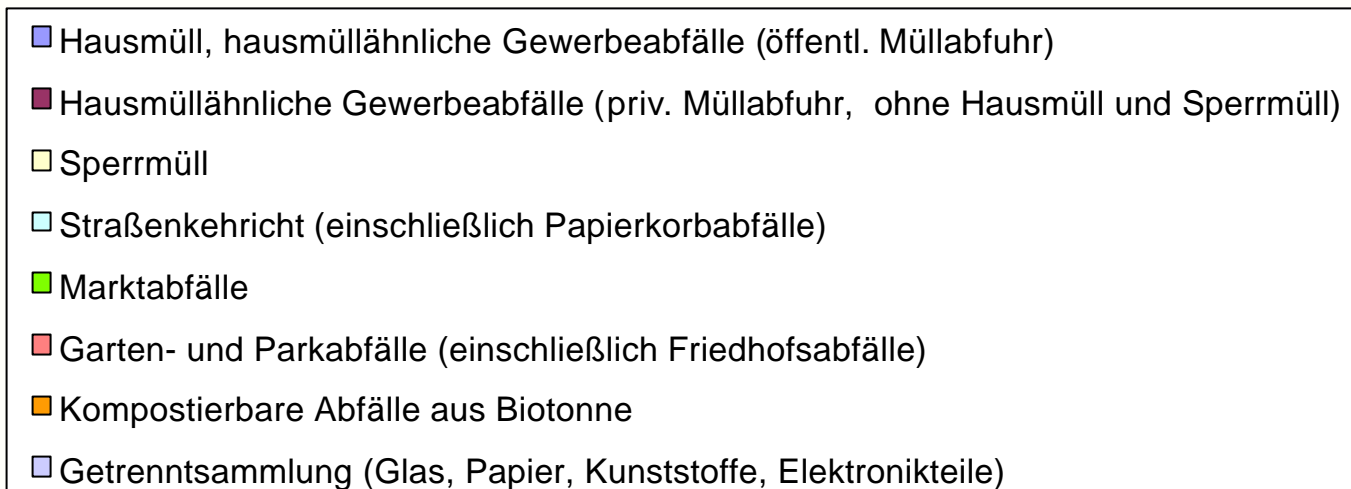 Hausmüll, hausmüllähnliche Gewerbeabfälle (öffentl. Müllabfuhr)
Hausmüllähnliche Gewerbeabfälle (priv. Müllabfuhr, ohne Hausmüll und Sperrmüll)
Sperrmüll
Straßenkehricht (einschließlich Papierkorbabfälle)
Marktabfälle
Garten- und Parkabfälle (einschließlich Friedhofsabfälle)
Kompostierbare Abfälle aus Biotonne
Getrenntsammlung (Glas, Papier, Kunststoffe, Elektronikteile)